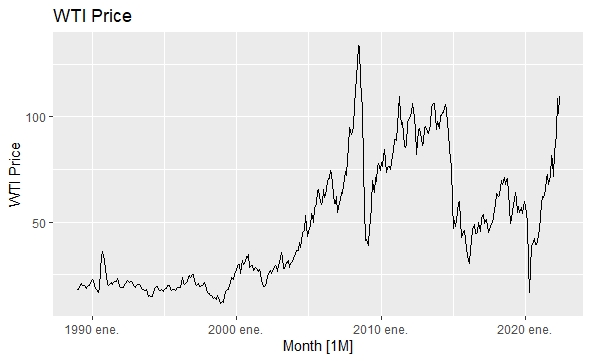 WTI Price
WTI Price
100
50
1990 ene.
2000 ene.
2010 ene.
2020 ene.
Month [1M]